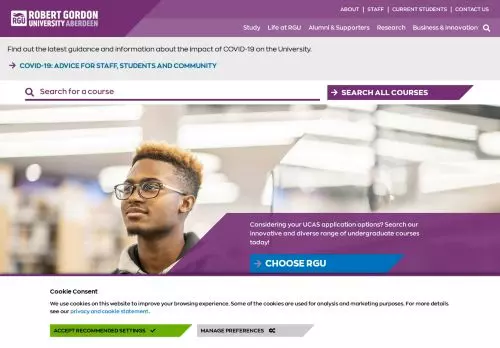 ABOUT | STAFF | CURRENT STUDENTS | CONTACT US
RGU ROBERT GORDON
UNIVERSITY ABERDEEN
Study Life at RGU Alumni & Supporters Research Business & Innovation
Find out the latest guidance and information about the impact of COVID-19 on the University.
COVID-19: ADVICE FOR STAFF, STUDENTS AND COMMUNITY
Search for a course
SEARCH ALL COURSES
Considering your UCAS application options? Search our
innovative and diverse range of undergraduate courses
today!
CHOOSE RGU
Cookie Consent
We use cookies on this website to improve your browsing experience. Some of the cookies are used for analysis and marketing purposes. For more details
see our privacy and cookie statement.
ACCEPT RECOMMENDED SETTINGS
MANAGE PREFERENCES